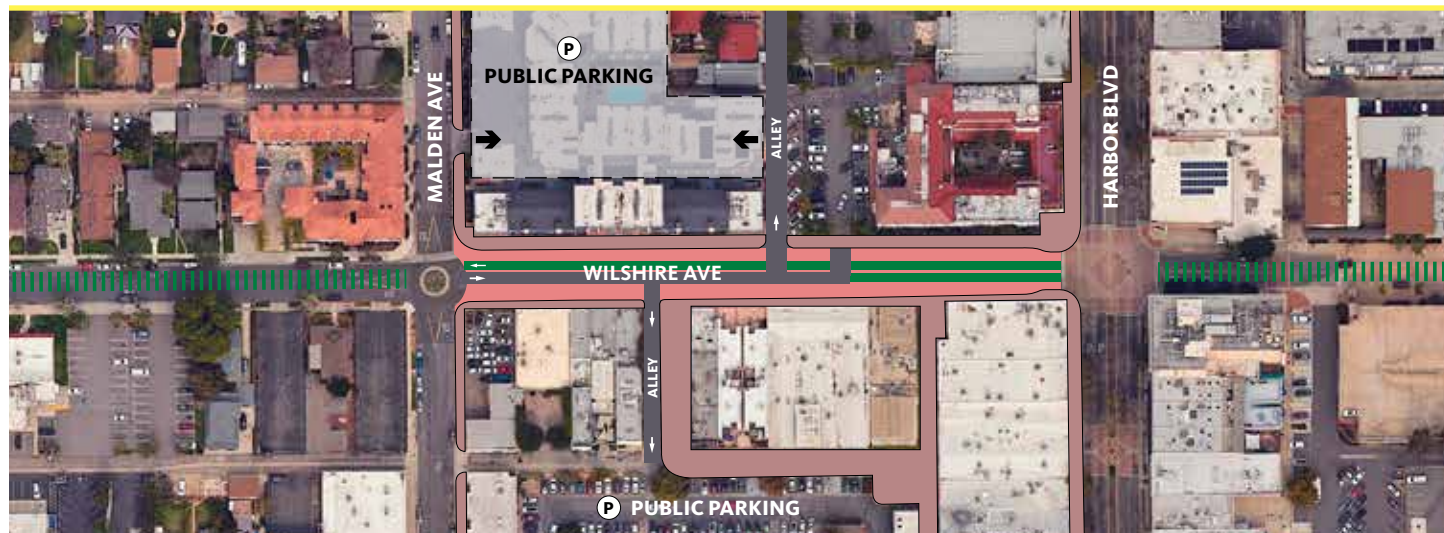 P
PUBLIC PARKING
MALDEN AVE
ALLEY
HARBOR BLVD
WILSHIRE AVE
ALLEY
P PUBLIC PARKING